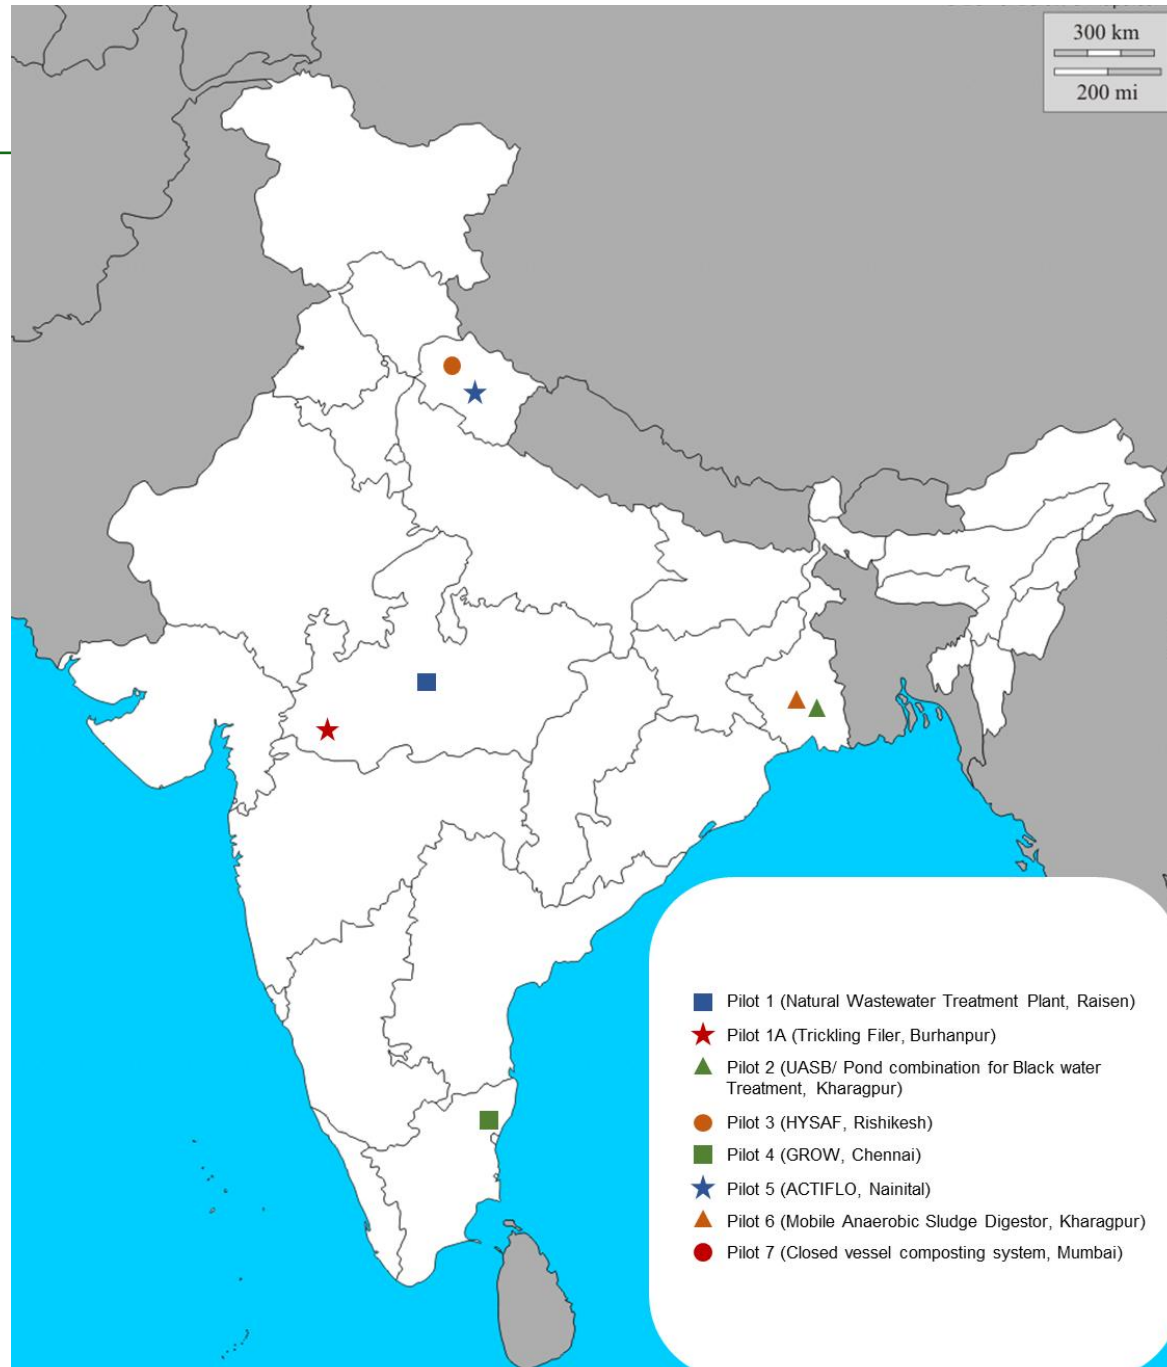 300 km
200 mi
Pilot 1 (Natural Wastewater Treatment Plant, Raisen)
Pilot 1A (Trickling Filer, Burhanpur)
Pilot 2 (UASB/ Pond combination for Black water
Treatment, Kharagpur)
Pilot 3 (HYSAF, Rishikesh)
Pilot 4 (GROW, Chennai)
Pilot 5 (ACTIFLO, Nainital)
Pilot 6 (Mobile Anaerobic Sludge Digestor, Kharagpur)
Pilot 7 (Closed vessel composting system, Mumbai)